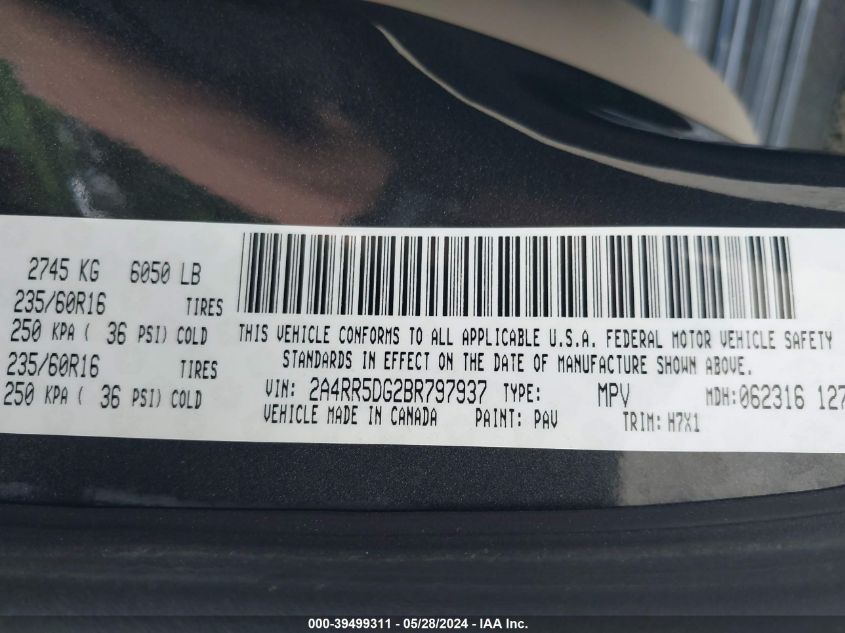 2745 KG 6050 LB
235/60R16 TIRES
250 KPA ( 36 PSI) COLD
235/60R16 TIRES
250 KPA ( 36 PSI) COLD
THIS VEHICLE CONFORMS TO ALL APPLICABLE U.S.A. FEDERAL MOTOR VEHICLE SAFETY
STANDARDS IN EFFECT ON THE DATE OF MANUFACTURE SHOWN ABOVE.
VIN: 2A4RR5DG2BR797937 TYPE: MPV MDH:062316 127
VEHICLE MADE IN CANADA PAINT: PAV TRIM: H7X1
000-39499311 - 05/28/2024 - IAA Inc.